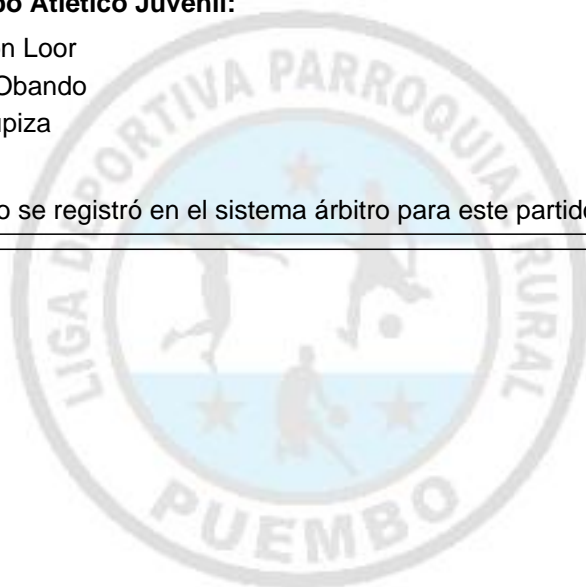 po Atlético Juvenil:
n Loor
Obando
piza
o se registró en el sistema árbitro para este partido
LIGA DEPORTIVA PARROQUIAL RURAL
PUEMBO